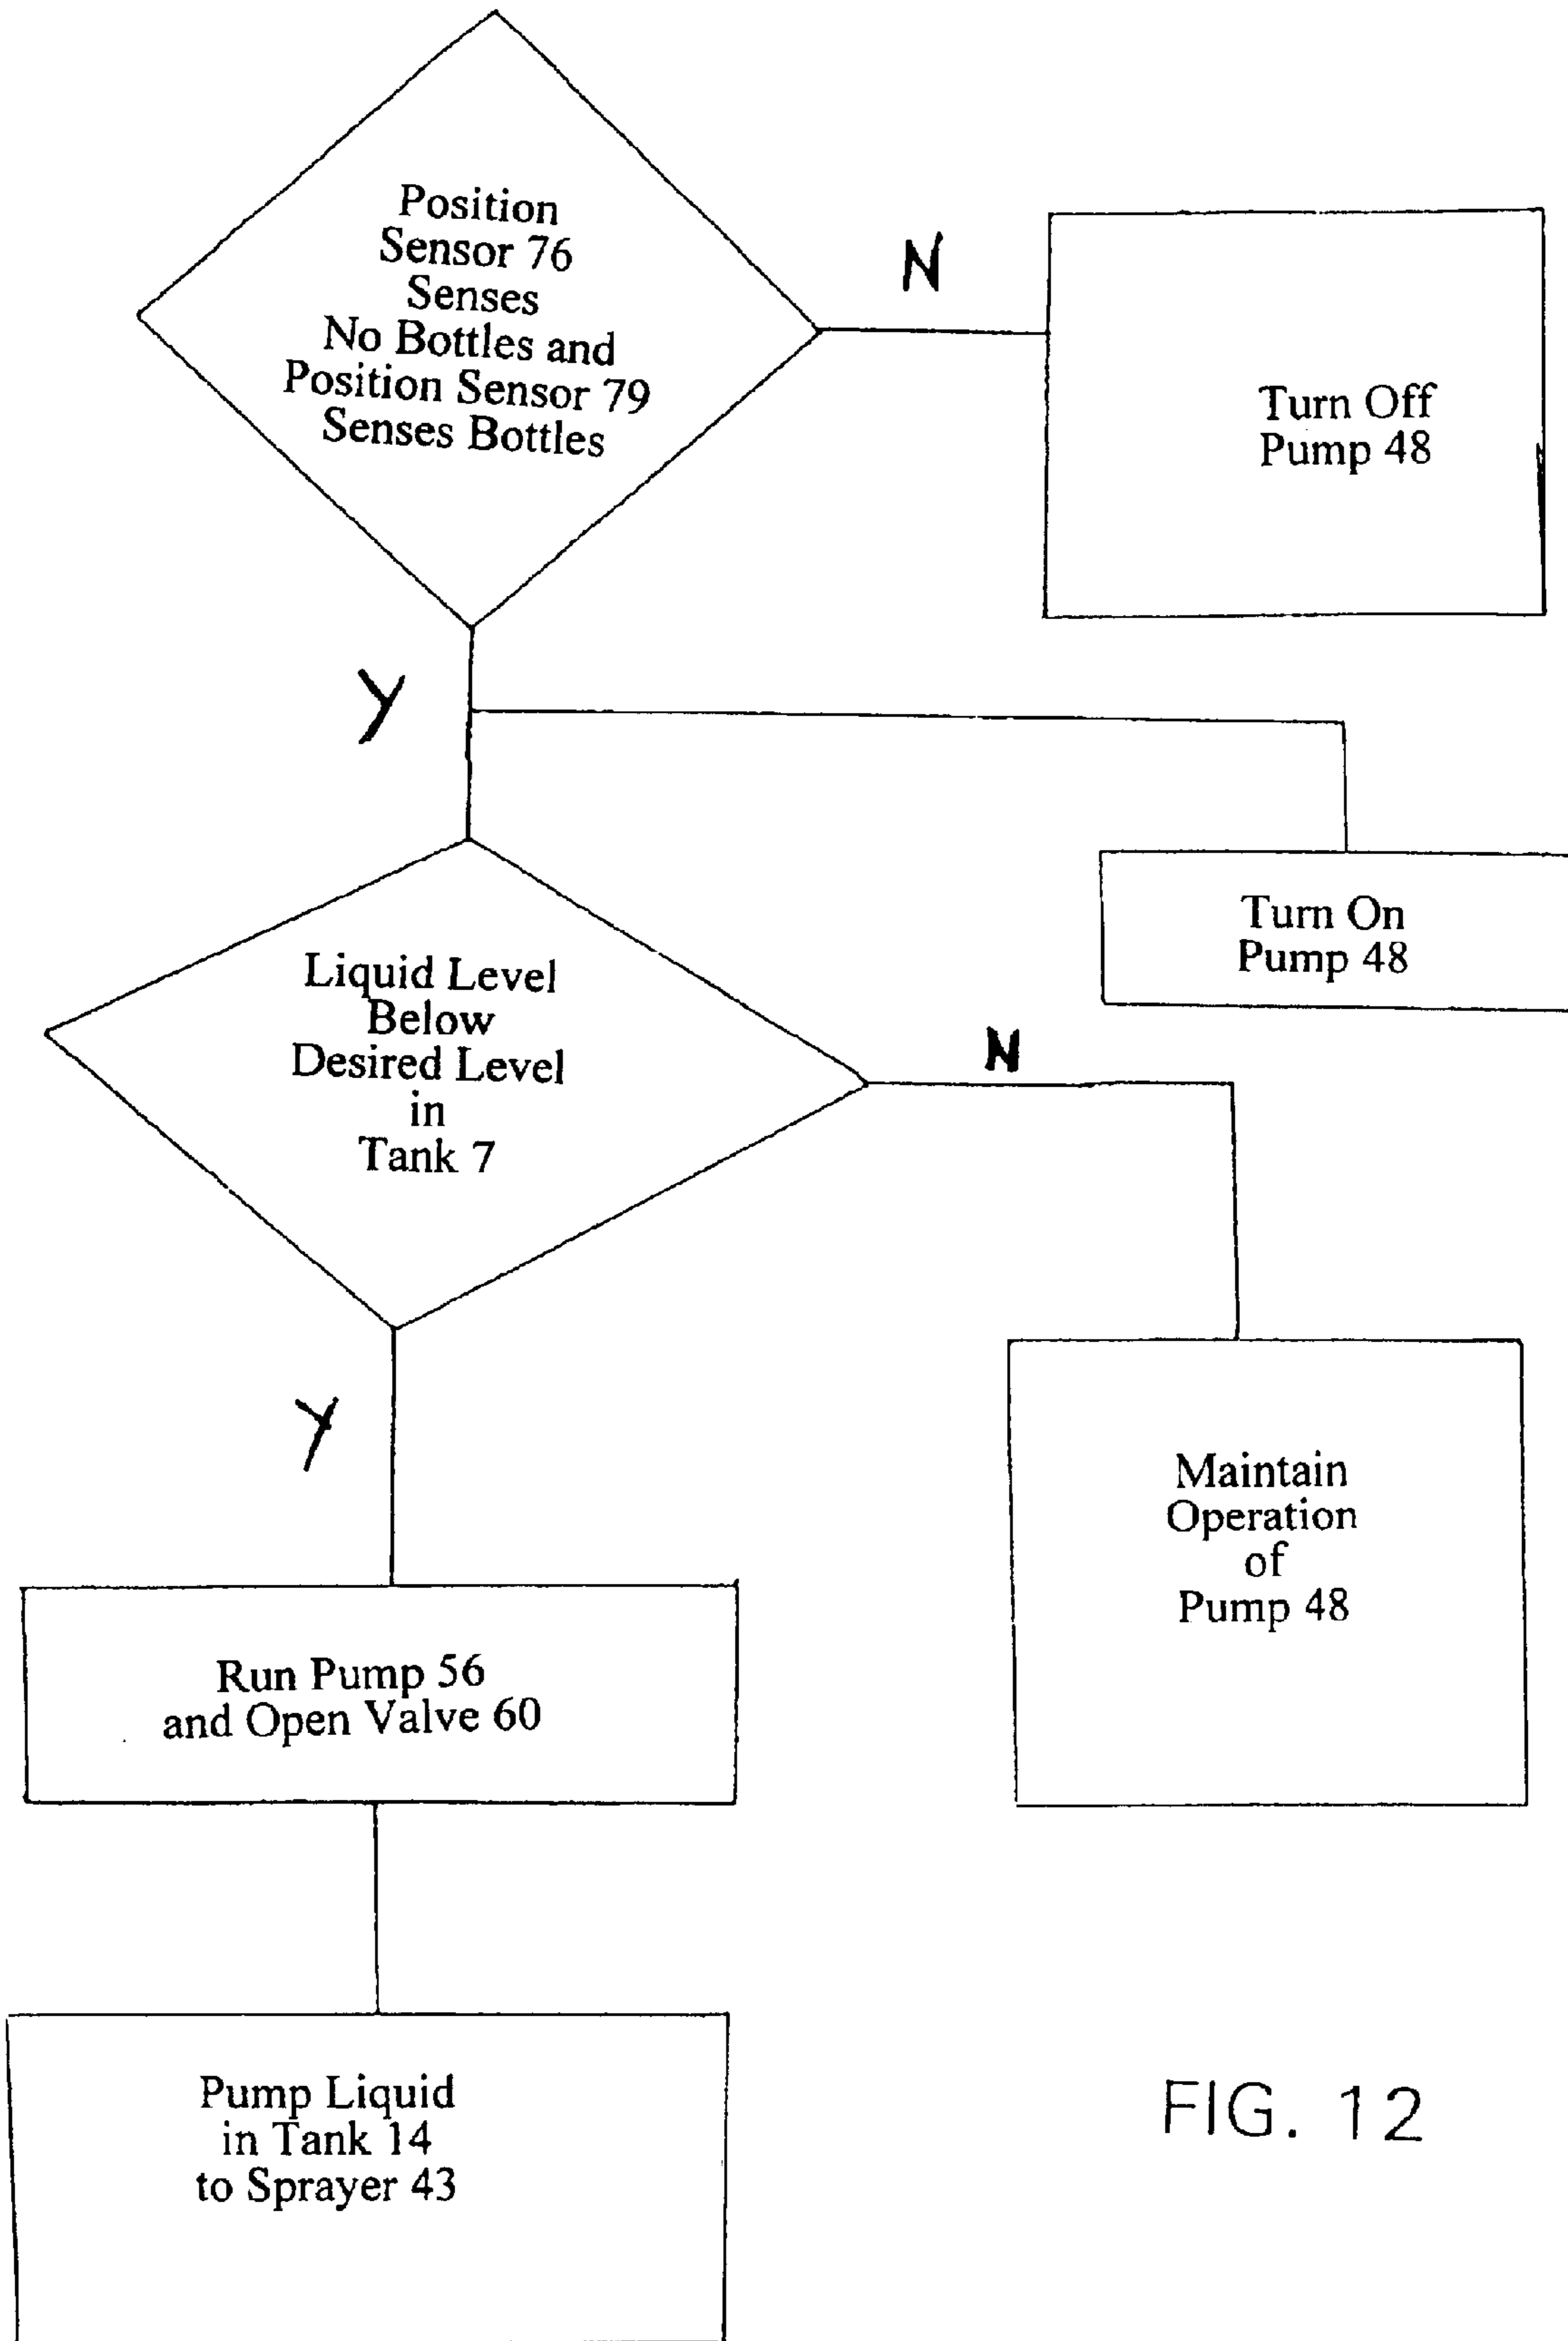 Position
Sensor 76
Senses
No Bottles and
Position Sensor 79
Senses Bottles
N
Turn Off
Pump 48
Y
Turn On
Pump 48
Liquid Level
Below
Desired Level
in
Tank 7
N
Y
Maintain
Operation
of
Pump 48
Run Pump 56
and Open Valve 60
Pump Liquid
in Tank 14
to Sprayer 43
FIG. 12